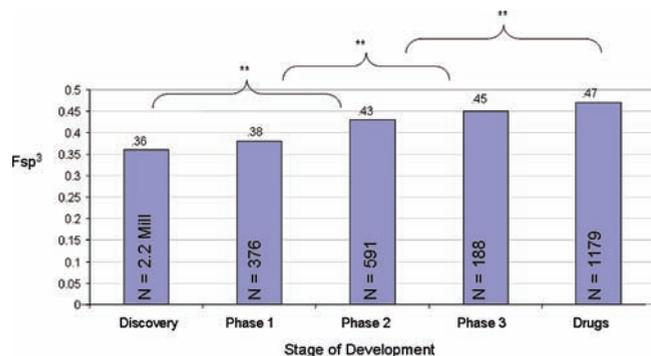 **
**
**
0.5
0.45
0.4
0.35
0.3
0.25
0.2
0.15
0.1
0.05
0
Fsp³
.36
.38
.43
.45
.47
N = 2.2 Mill
N = 376
N = 591
N = 188
N = 1179
Discovery
Phase 1
Phase 2
Phase 3
Drugs
Stage of Development